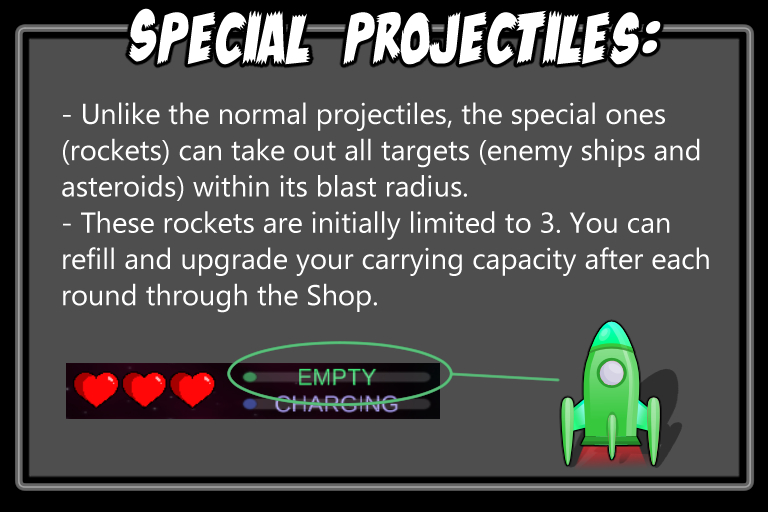 SPECIAL PROJECTILES:
- Unlike the normal projectiles, the special ones
(rockets) can take out all targets (enemy ships and
asteroids) within its blast radius.
- These rockets are initially limited to 3. You can
refill and upgrade your carrying capacity after each
round through the Shop.
EMPTY
CHARGING